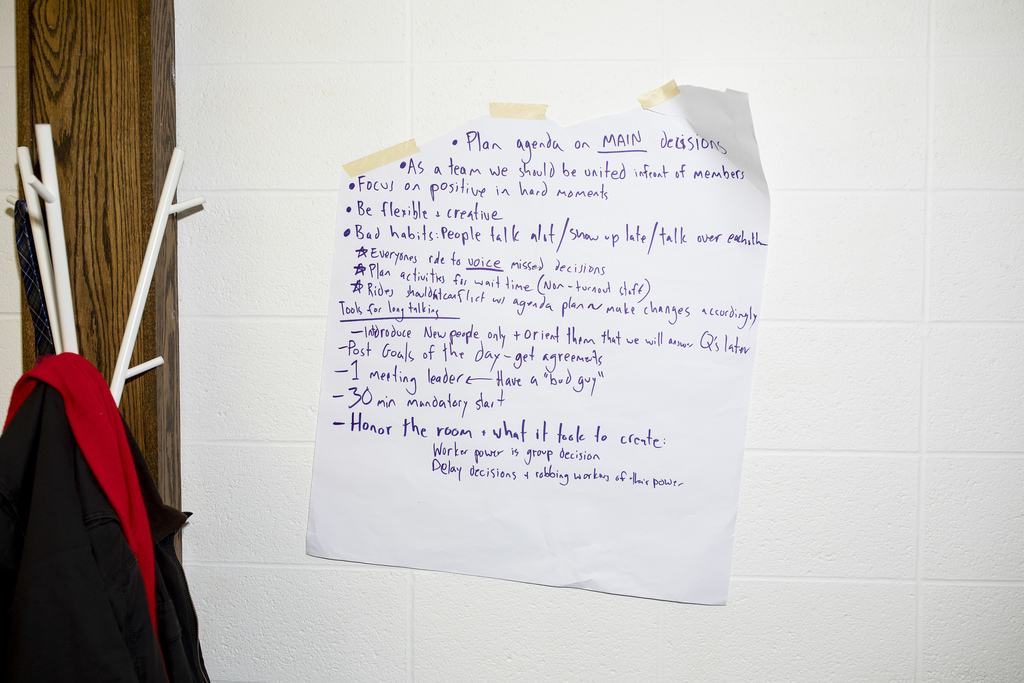 • Plan agenda on MAIN decisions
• As a team we should be united infront of members
• Focus on positive in hard moments
• Be flexible + creative
• Bad habits: People talk alot/show up late/talk over eachoth
☆ Everyones role to voice missed decisions
☆ Plan activities for wait time (Non-turnout stuff)
☆ Rides shouldnt conflict w/ agenda plan make changes accordingly
Tools for long talking
- Introduce New people only + orient them that we will answer Q's later
- Post Goals of the day - get agreements
- 1 meeting leader ← Have a "bad guy"
- 30 min mandatory start
- Honor the room + what it took to create:
Worker power is group decision
Delay decisions + robbing workers of their power